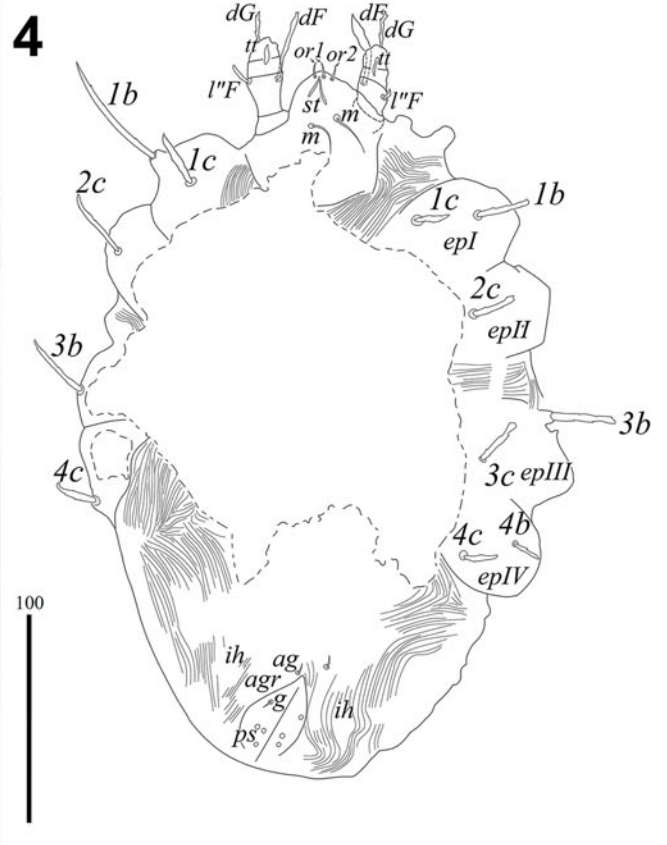 4
dG dF dF dG
tt or1 or2 tt
l"F st l"F
m m
1b 1c 1c 1b
2c epI
2c epII
3b 3b
3c epIII
4c 4c 4b
epIV
100
ih ag
agr
g ih
ps